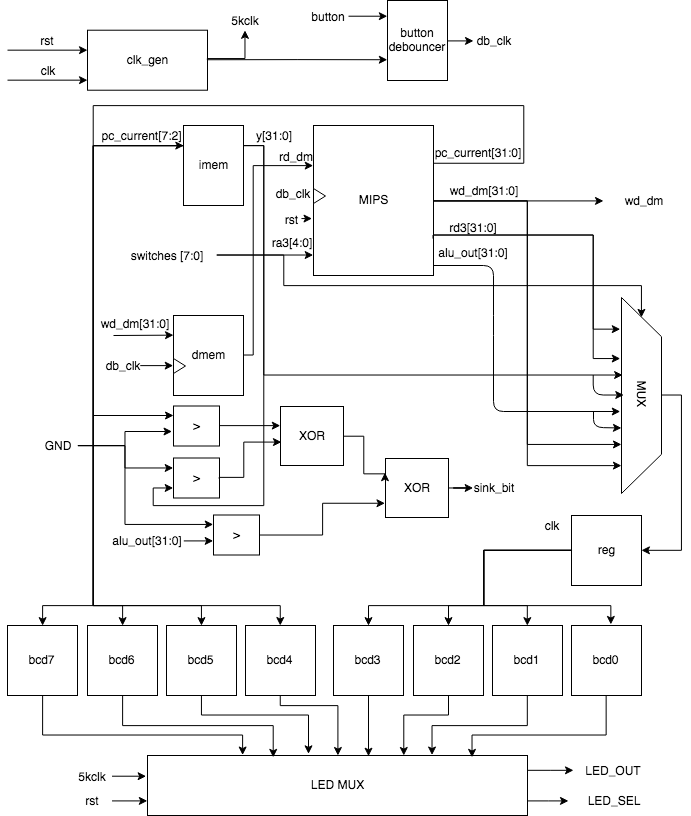 5kclk
button
rst
clk
clk_gen
button
debouncer
db_clk
pc_current[7:2]
y[31:0]
imem
rd_dm
pc_current[31:0]
db_clk
MIPS
wd_dm[31:0]
wd_dm
rst
rd3[31:0]
ra3[4:0]
switches [7:0]
alu_out[31:0]
wd_dm[31:0]
dmem
db_clk
MUX
>
XOR
GND
>
XOR
sink_bit
alu_out[31:0]
>
clk
reg
bcd7
bcd6
bcd5
bcd4
bcd3
bcd2
bcd1
bcd0
5kclk
rst
LED MUX
LED_OUT
LED_SEL